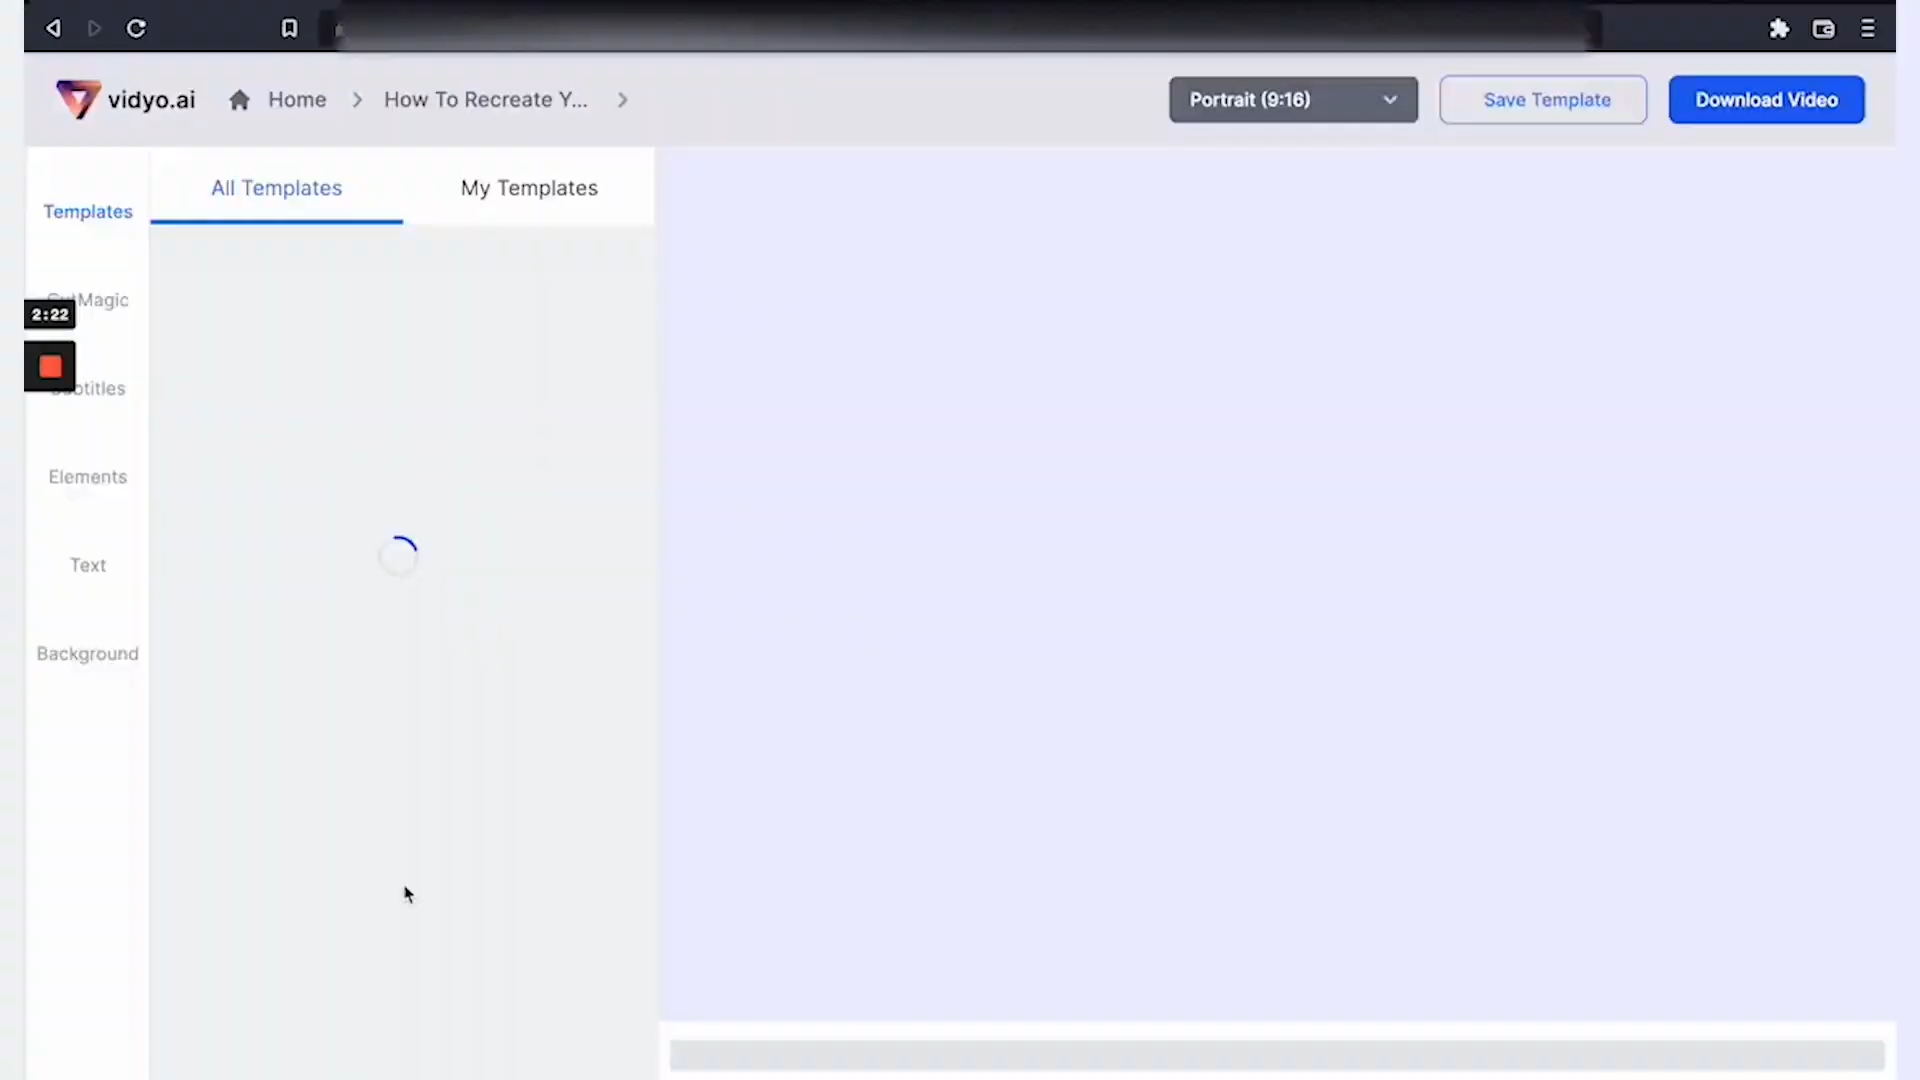 vidyo.ai Home How To Recreate Y... Portrait (9:16) Save Template Download Video
All Templates My Templates
Templates
Magic
2:22
Elements
Text
Background